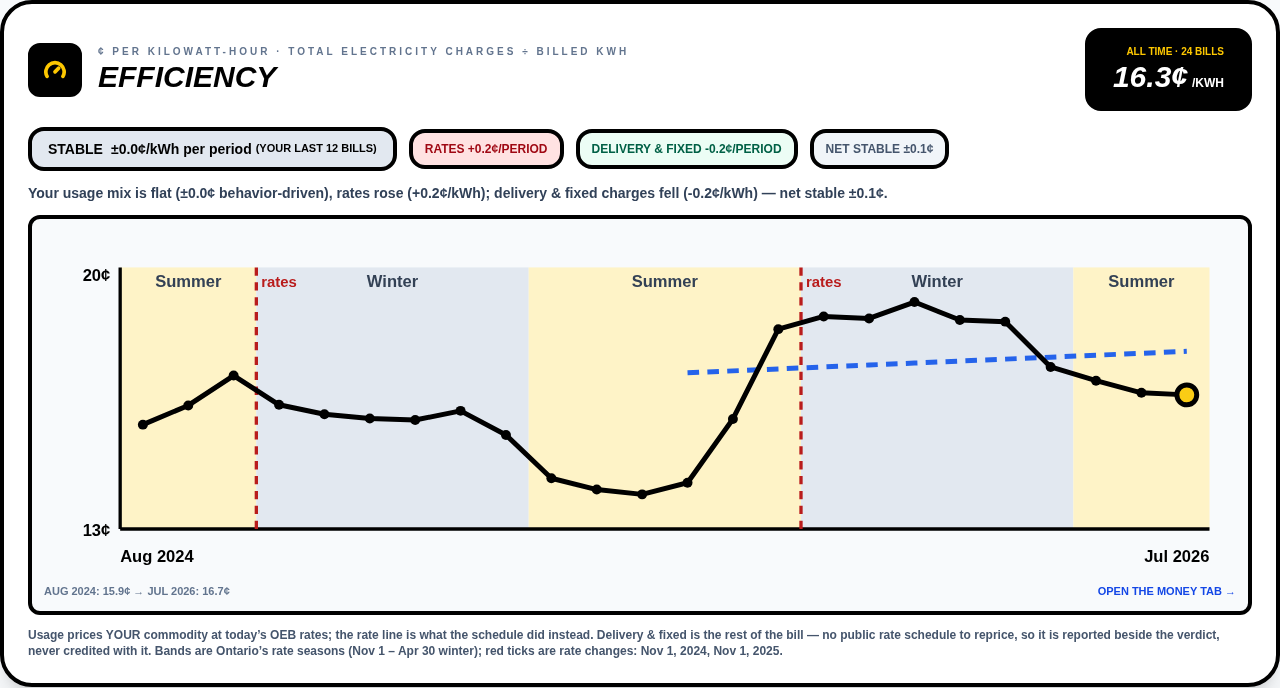 ¢ PER KILOWATT-HOUR · TOTAL ELECTRICITY CHARGES ÷ BILLED KWH
EFFICIENCY
ALL TIME · 24 BILLS
16.3¢ /KWH
STABLE ±0.0¢/kWh per period (YOUR LAST 12 BILLS)
RATES +0.2¢/PERIOD
DELIVERY & FIXED -0.2¢/PERIOD
NET STABLE ±0.1¢
Your usage mix is flat (±0.0¢ behavior-driven), rates rose (+0.2¢/kWh); delivery & fixed charges fell (-0.2¢/kWh) — net stable ±0.1¢.
20¢
Summer
rates
Winter
Summer
rates
Winter
Summer
13¢
Aug 2024
Jul 2026
AUG 2024: 15.9¢ → JUL 2026: 16.7¢
OPEN THE MONEY TAB →
Usage prices YOUR commodity at today’s OEB rates; the rate line is what the schedule did instead. Delivery & fixed is the rest of the bill — no public rate schedule to reprice, so it is reported beside the verdict,
never credited with it. Bands are Ontario’s rate seasons (Nov 1 – Apr 30 winter); red ticks are rate changes: Nov 1, 2024, Nov 1, 2025.